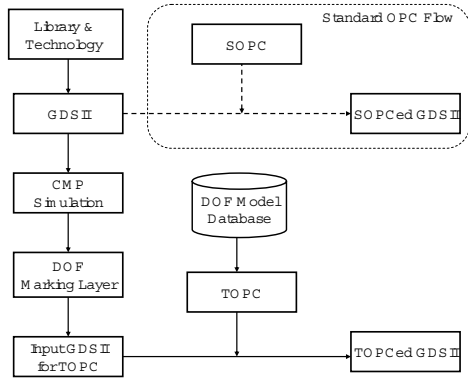 Standard OPC Flow
Library &
Technology
SOPC
GDSII
SOPCed GDSII
CMP
Simulation
DOF Model
Database
DOF
Marking Layer
TOPC
Input GDSII
for TOPC
TOPCed GDSII